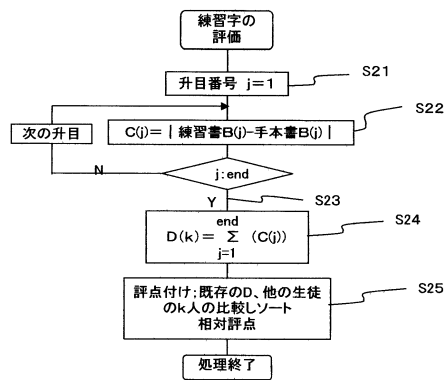 練習字の
評価
升目番号 j=1
S21
S22
次の升目
C(j)=|練習書B(j)-手本書B(j)|
N
j:end
Y
S23
S24
end
D(k)= Σ (C(j))
j=1
S25
評点付け;既存のD、他の生徒
のk人の比較しソート
相対評点
処理終了